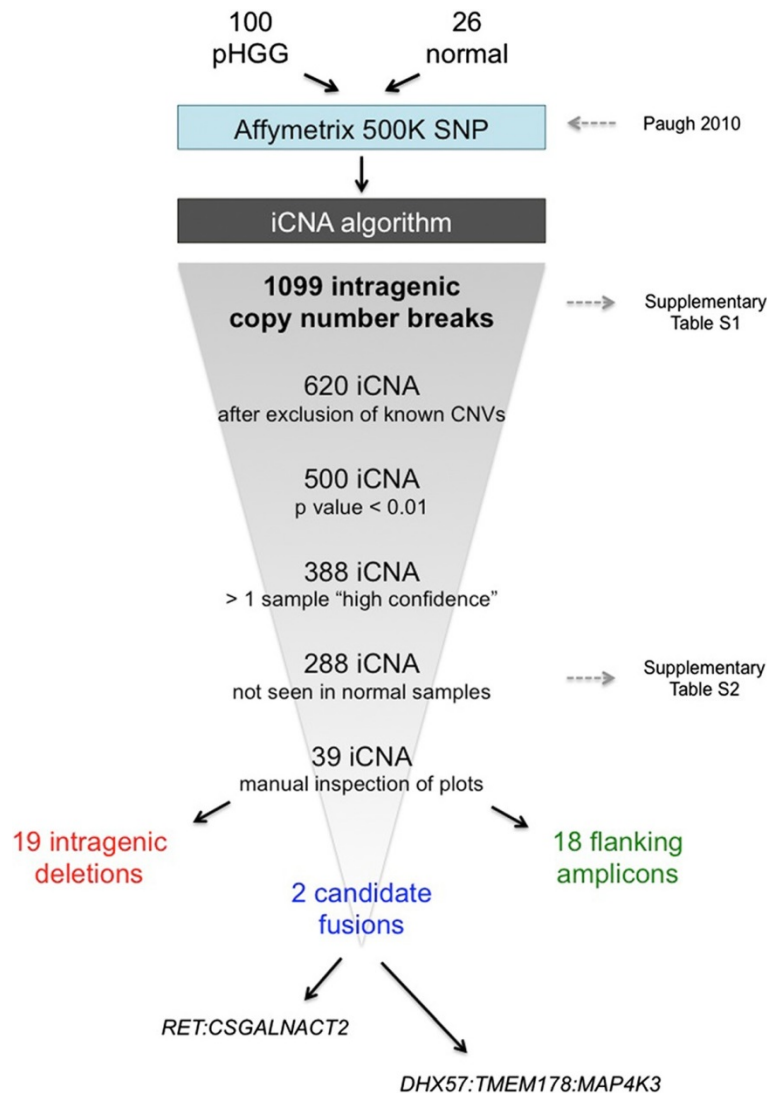 100
pHGG
26
normal
Affymetrix 500K SNP
Paugh 2010
iCNA algorithm
1099 intragenic
copy number breaks
Supplementary
Table S1
620 iCNA
after exclusion of known CNVs
500 iCNA
p value < 0.01
388 iCNA
> 1 sample “high confidence”
288 iCNA
not seen in normal samples
Supplementary
Table S2
39 iCNA
manual inspection of plots
19 intragenic
deletions
18 flanking
amplicons
2 candidate
fusions
RET:CSGALNACT2
DHX57:TMEM178:MAP4K3